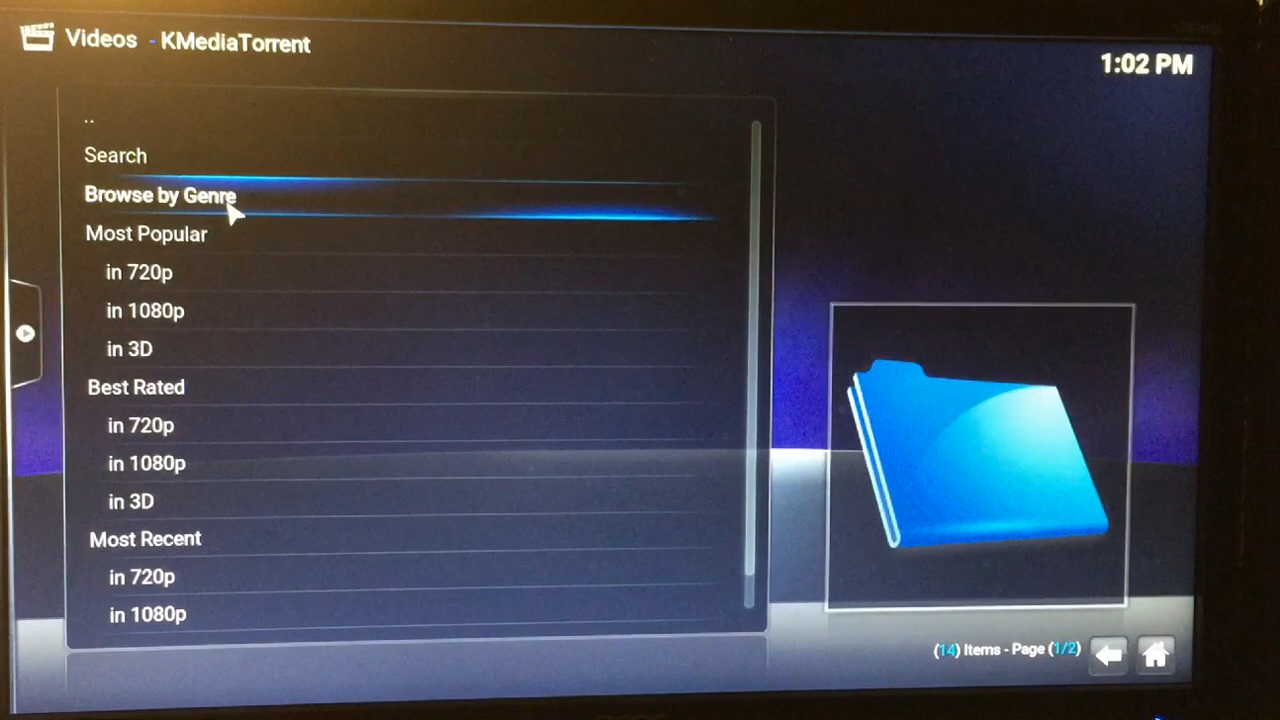 Videos - KMediaTorrent
1:02 PM
..
Search
Browse by Genre
Most Popular
in 720p
in 1080p
in 3D
Best Rated
in 720p
in 1080p
in 3D
Most Recent
in 720p
in 1080p
(14) Items - Page (1/2)